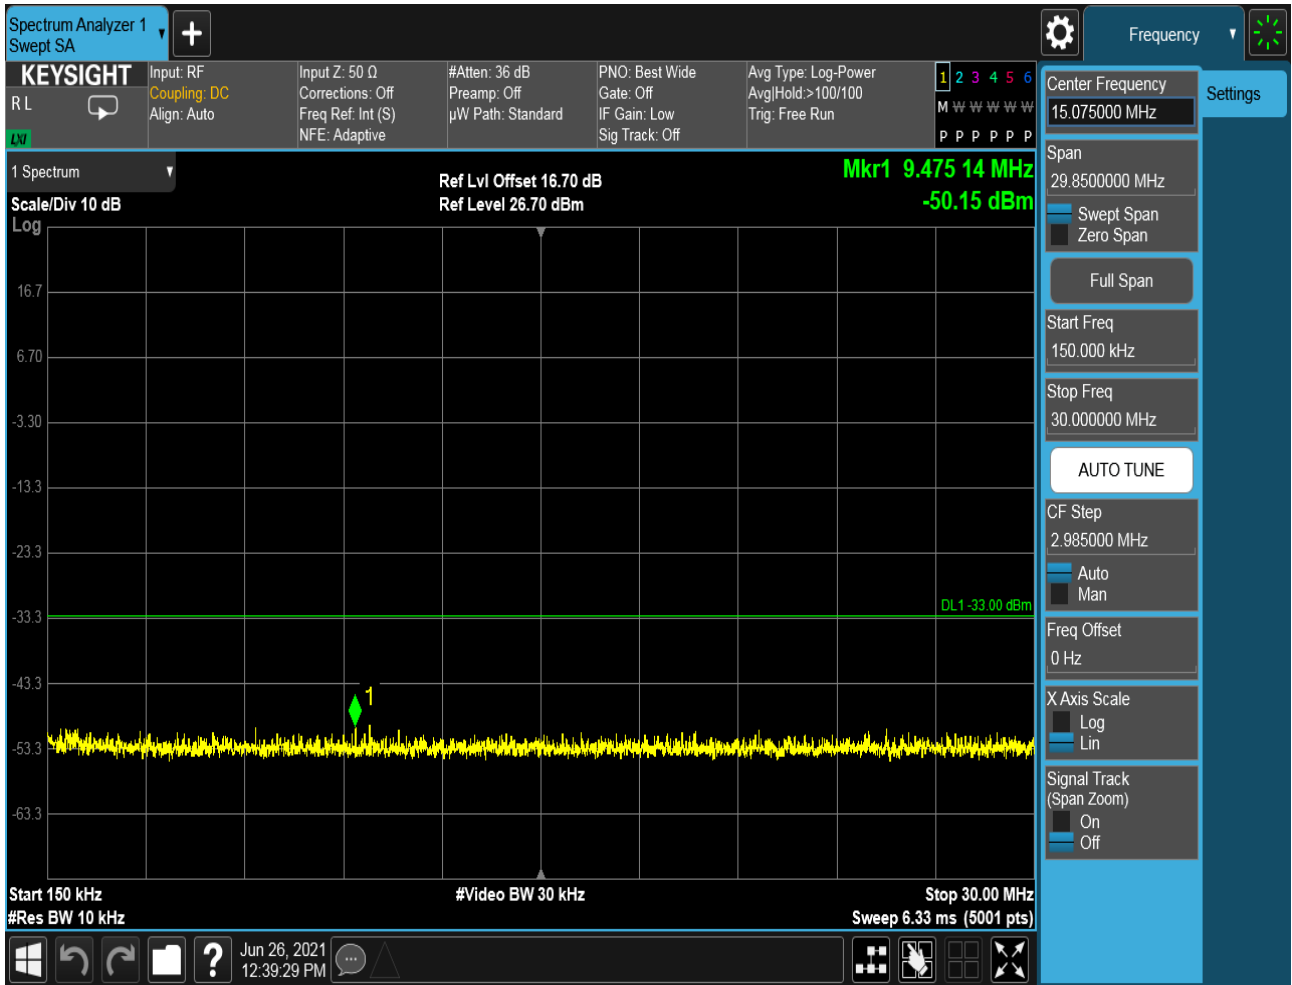 Spectrum Analyzer 1
Swept SA
Frequency
KEYSIGHT
R L
LXI
Input: RF
Coupling: DC
Align: Auto
Input Z: 50 Ω
Corrections: Off
Freq Ref: Int (S)
NFE: Adaptive
#Atten: 36 dB
Preamp: Off
µW Path: Standard
PNO: Best Wide
Gate: Off
IF Gain: Low
Sig Track: Off
Avg Type: Log-Power
Avg|Hold:>100/100
Trig: Free Run
1 2 3 4 5 6
M W W W W W
P P P P P P
1 Spectrum
Scale/Div 10 dB
Log
Ref Lvl Offset 16.70 dB
Ref Level 26.70 dBm
Mkr1 9.475 14 MHz
-50.15 dBm
16.7
6.70
-3.30
-13.3
-23.3
-33.3
-43.3
-53.3
-63.3
DL1 -33.00 dBm
1
Start 150 kHz
#Res BW 10 kHz
#Video BW 30 kHz
Stop 30.00 MHz
Sweep 6.33 ms (5001 pts)
Center Frequency
15.075000 MHz
Settings
Span
29.8500000 MHz
Swept Span
Zero Span
Full Span
Start Freq
150.000 kHz
Stop Freq
30.000000 MHz
AUTO TUNE
CF Step
2.985000 MHz
Auto
Man
Freq Offset
0 Hz
X Axis Scale
Log
Lin
Signal Track
(Span Zoom)
On
Off
?
Jun 26, 2021
12:39:29 PM